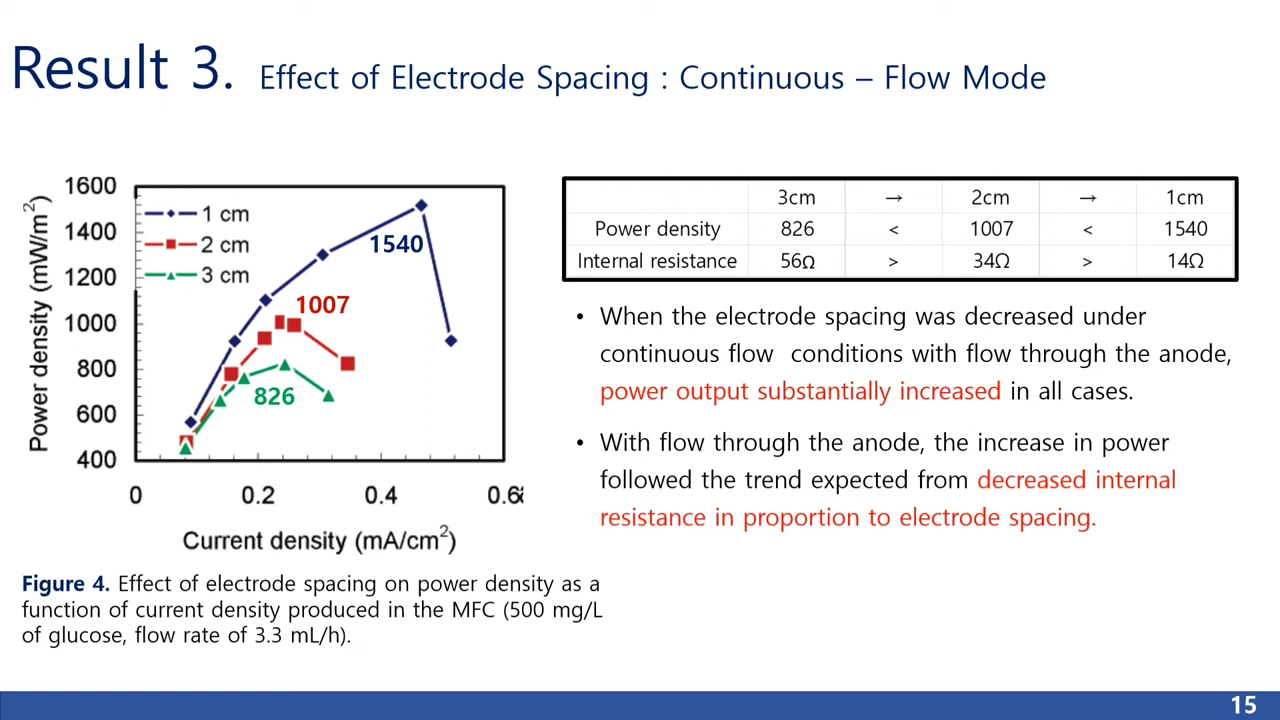 Result 3. Effect of Electrode Spacing : Continuous – Flow Mode
Power density (mW/m²)
1600
1400
1200
1000
800
600
400
1 cm
2 cm
3 cm
1540
1007
826
0 0.2 0.4 0.6
Current density (mA/cm²)
Figure 4. Effect of electrode spacing on power density as a
function of current density produced in the MFC (500 mg/L
of glucose, flow rate of 3.3 mL/h).
3cm → 2cm → 1cm
Power density 826 < 1007 < 1540
Internal resistance 56Ω > 34Ω > 14Ω
• When the electrode spacing was decreased under
continuous flow conditions with flow through the anode,
power output substantially increased in all cases.
• With flow through the anode, the increase in power
followed the trend expected from decreased internal
resistance in proportion to electrode spacing.
15